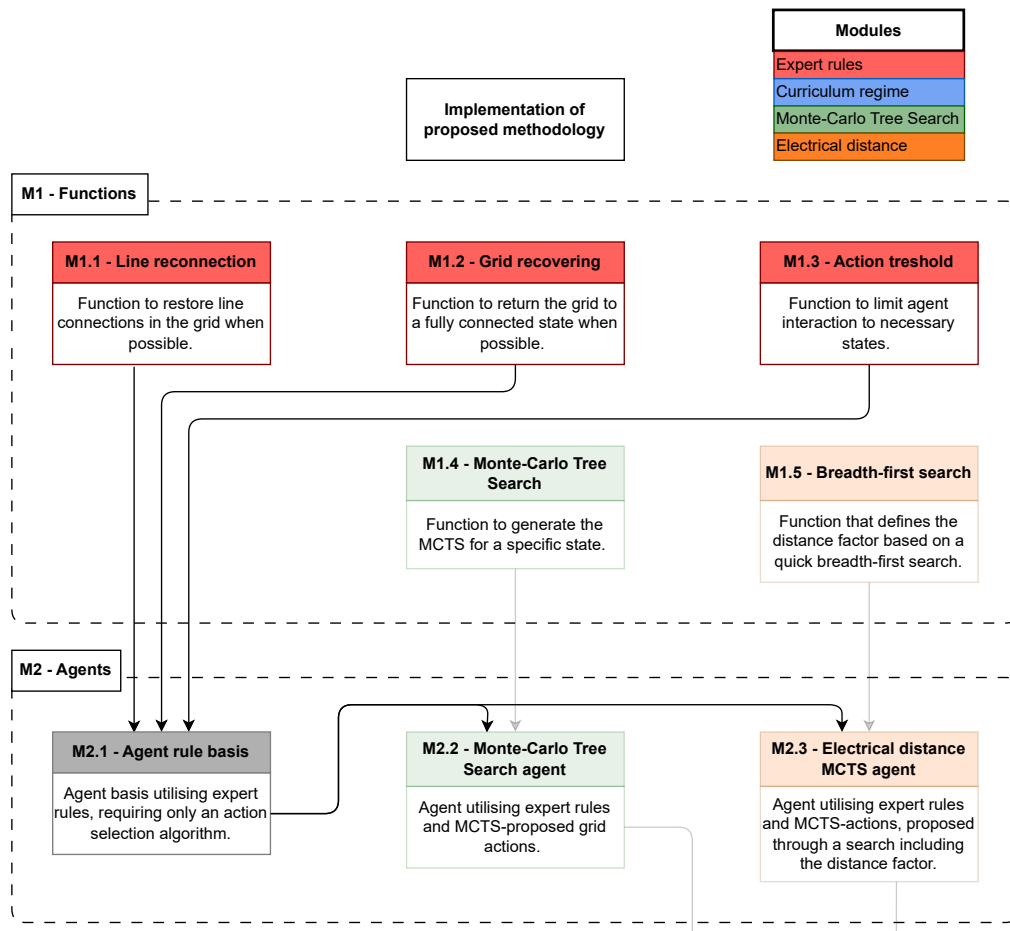 Modules
Expert rules
Curriculum regime
Monte-Carlo Tree Search
Electrical distance
Implementation of
proposed methodology
M1 - Functions
M1.1 - Line reconnection
Function to restore line
connections in the grid when
possible.
M1.2 - Grid recovering
Function to return the grid to
a fully connected state when
possible.
M1.3 - Action treshold
Function to limit agent
interaction to necessary
states.
M1.4 - Monte-Carlo Tree
Search
Function to generate the
MCTS for a specific state.
M1.5 - Breadth-first search
Function that defines the
distance factor based on a
quick breadth-first search.
M2 - Agents
M2.1 - Agent rule basis
Agent basis utilising expert
rules, requiring only an action
selection algorithm.
M2.2 - Monte-Carlo Tree
Search agent
Agent utilising expert rules
and MCTS-proposed grid
actions.
M2.3 - Electrical distance
MCTS agent
Agent utilising expert rules
and MCTS-actions, proposed
through a search including
the distance factor.